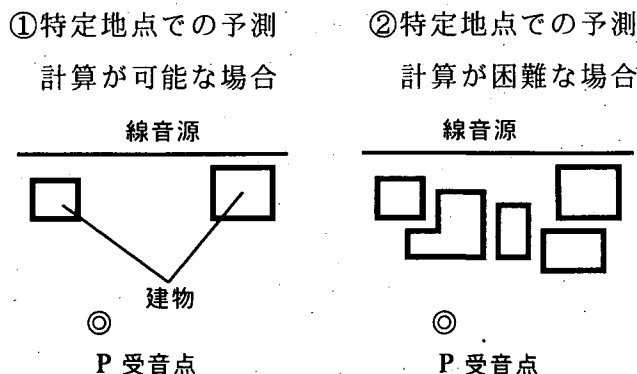 ①特定地点での予測
計算が可能な場合
線音源
建物
◎
P 受音点
②特定地点での予測
計算が困難な場合
線音源
◎
P 受音点